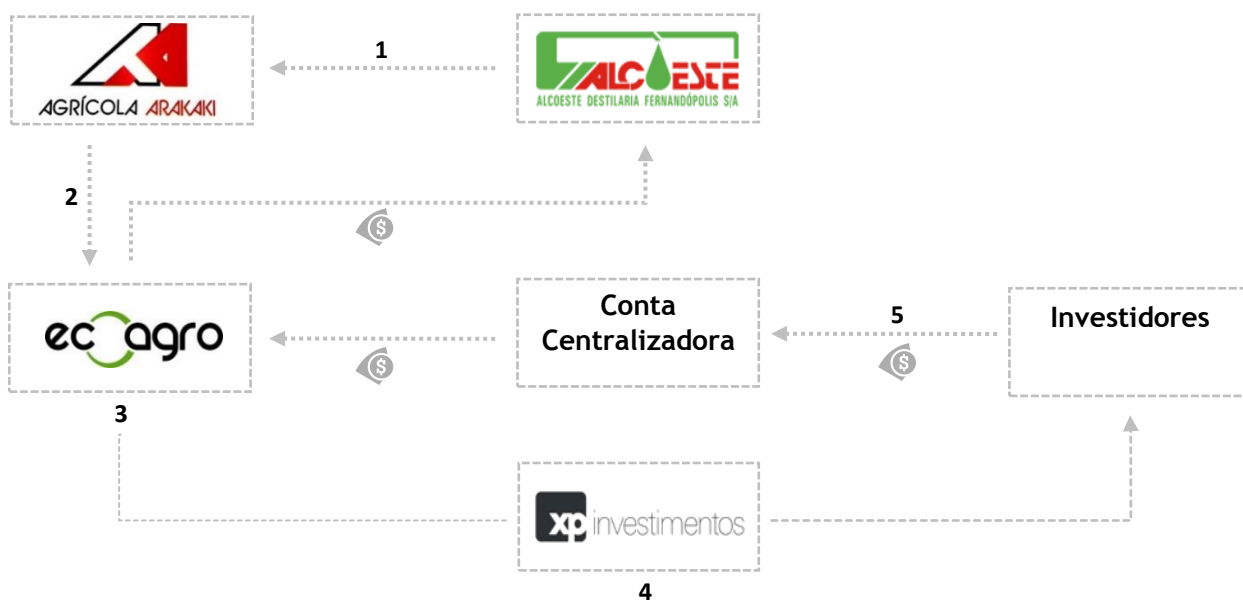 1
AGRÍCOLA ARAKAKI
ALCOESTE
ALCOESTE DESTILARIA FERNANDÓPOLIS S/A
2
$
ecoagro
Conta
Centralizadora
5
Investidores
$
$
3
xp investimentos
4